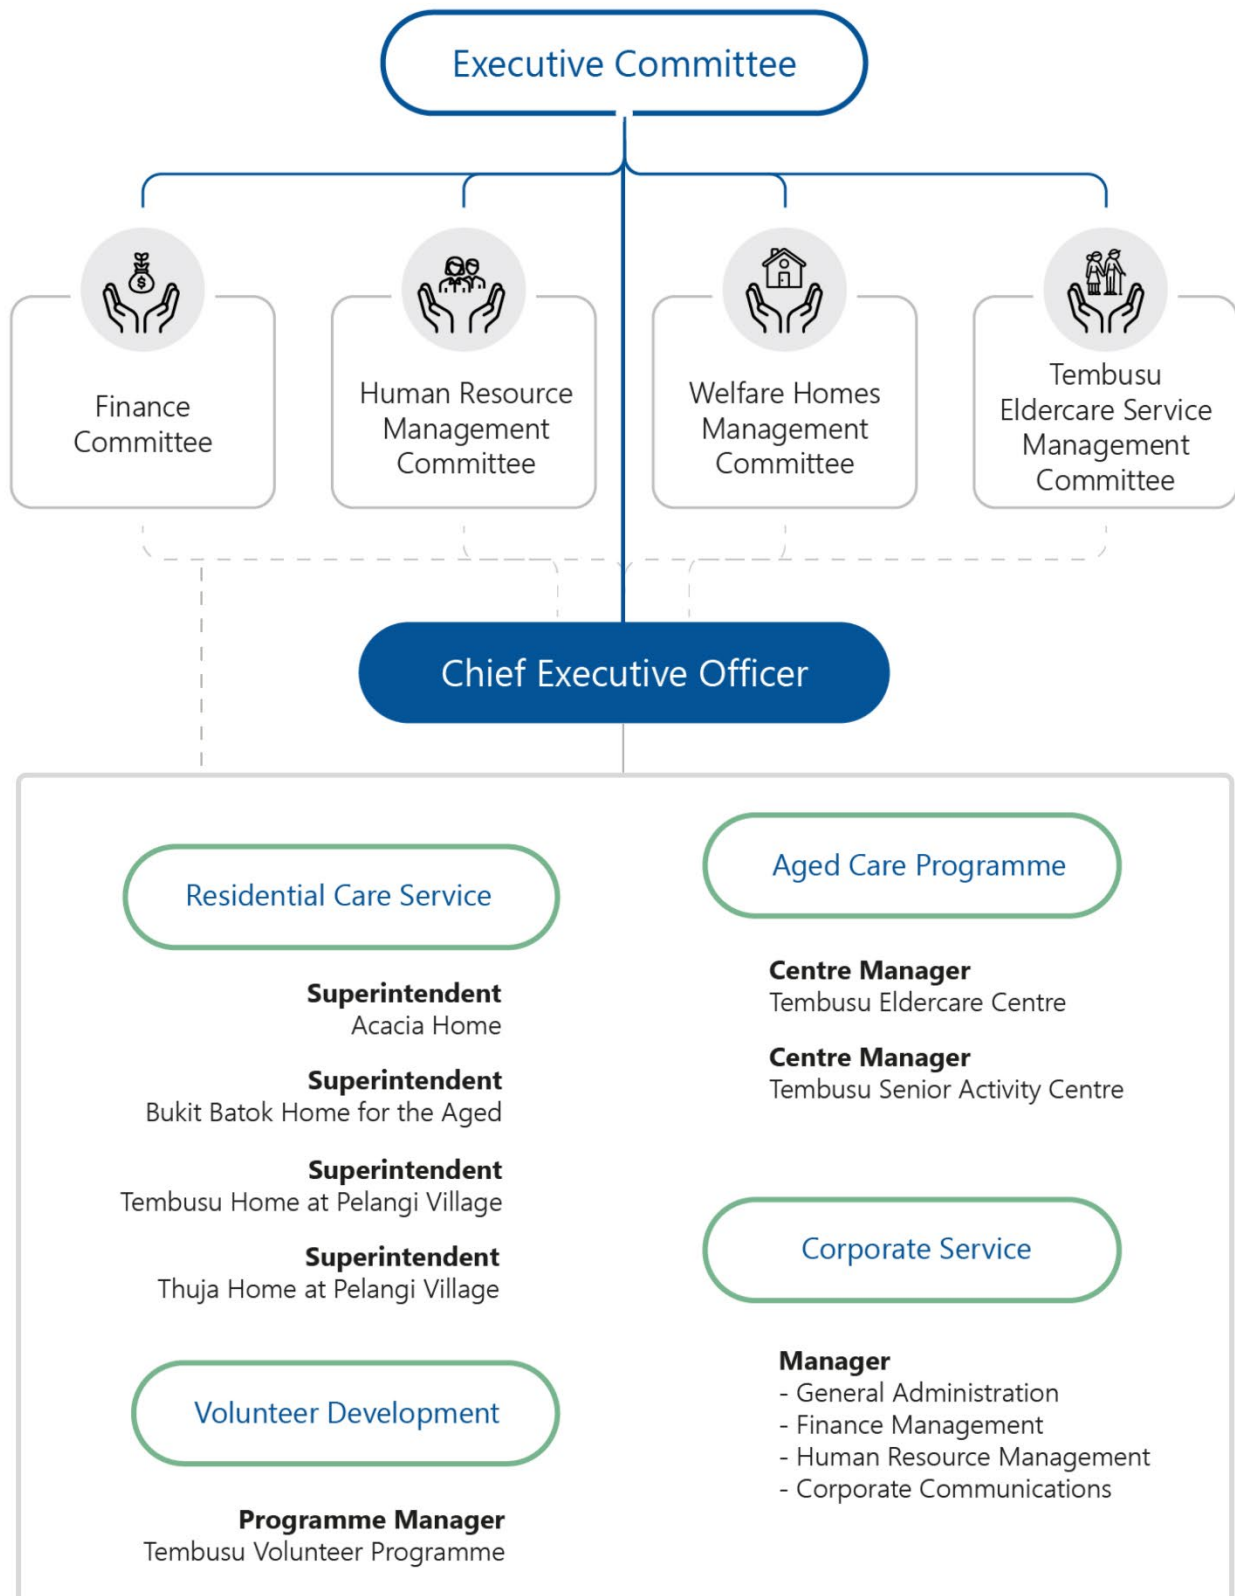 Executive Committee
Finance
Committee
Human Resource
Management
Committee
Welfare Homes
Management
Committee
Tembusu
Eldercare Service
Management
Committee
Chief Executive Officer
Residential Care Service
Superintendent
Acacia Home
Superintendent
Bukit Batok Home for the Aged
Superintendent
Tembusu Home at Pelangi Village
Superintendent
Thuja Home at Pelangi Village
Volunteer Development
Programme Manager
Tembusu Volunteer Programme
Aged Care Programme
Centre Manager
Tembusu Eldercare Centre
Centre Manager
Tembusu Senior Activity Centre
Corporate Service
Manager
- General Administration
- Finance Management
- Human Resource Management
- Corporate Communications